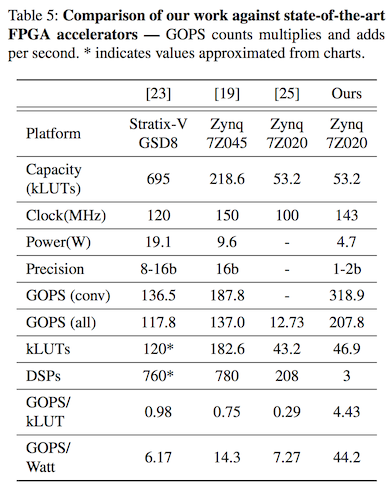 Table 5: Comparison of our work against state-of-the-art
FPGA accelerators — GOPS counts multiplies and adds
per second. * indicates values approximated from charts.
[23] [19] [25] Ours
Platform Stratix-V GSD8 Zynq 7Z045 Zynq 7Z020 Zynq 7Z020
Capacity (kLUTs) 695 218.6 53.2 53.2
Clock(MHz) 120 150 100 143
Power(W) 19.1 9.6 - 4.7
Precision 8-16b 16b - 1-2b
GOPS (conv) 136.5 187.8 - 318.9
GOPS (all) 117.8 137.0 12.73 207.8
kLUTs 120* 182.6 43.2 46.9
DSPs 760* 780 208 3
GOPS/ kLUT 0.98 0.75 0.29 4.43
GOPS/ Watt 6.17 14.3 7.27 44.2